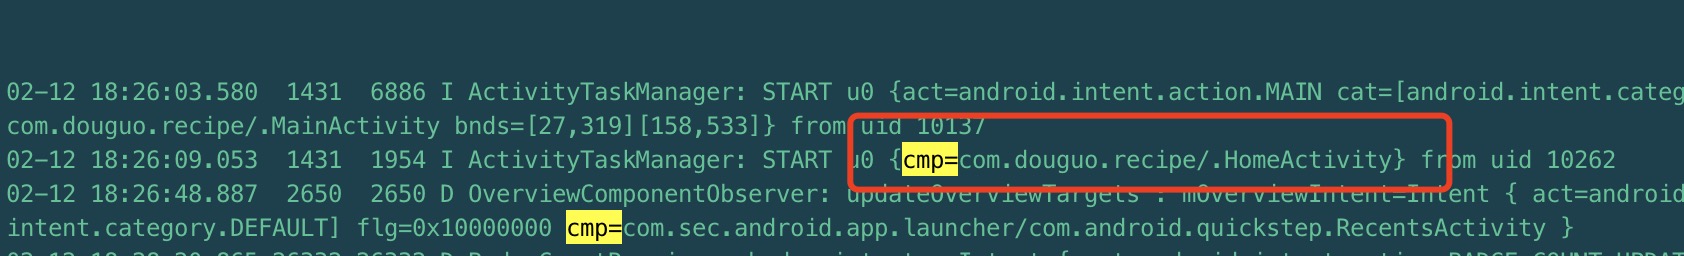 02-12 18:26:03.580  1431  6886 I ActivityTaskManager: START u0 {act=android.intent.action.MAIN cat=[android.intent.categ
com.douguo.recipe/.MainActivity bnds=[27,319][158,533]} from uid 10137
02-12 18:26:09.053  1431  1954 I ActivityTaskManager: START u0 {cmp=com.douguo.recipe/.HomeActivity} from uid 10262
02-12 18:26:48.887  2650  2650 D OverviewComponentObserver: updateOverviewTargets : mOverviewIntent=Intent { act=android
intent.category.DEFAULT] flg=0x10000000 cmp=com.sec.android.app.launcher/com.android.quickstep.RecentsActivity }